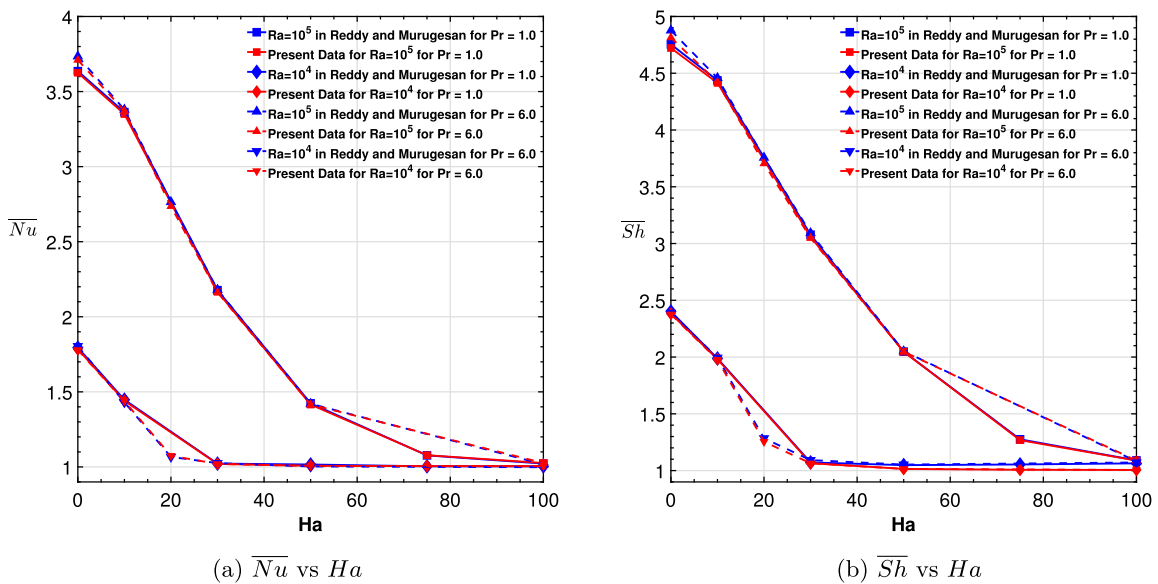 4
3.5
3
2.5
2
1.5
1
$\overline{Nu}$
Ra=10^5 in Reddy and Murugesan for Pr = 1.0
Present Data for Ra=10^5 for Pr = 1.0
Ra=10^4 in Reddy and Murugesan for Pr = 1.0
Present Data for Ra=10^4 for Pr = 1.0
Ra=10^5 in Reddy and Murugesan for Pr = 6.0
Present Data for Ra=10^5 for Pr = 6.0
Ra=10^4 in Reddy and Murugesan for Pr = 6.0
Present Data for Ra=10^4 for Pr = 6.0
0 20 40 60 80 100
Ha
(a) $\overline{Nu}$ vs Ha
5
4.5
4
3.5
3
2.5
2
1.5
1
$\overline{Sh}$
Ra=10^5 in Reddy and Murugesan for Pr = 1.0
Present Data for Ra=10^5 for Pr = 1.0
Ra=10^4 in Reddy and Murugesan for Pr = 1.0
Present Data for Ra=10^4 for Pr = 1.0
Ra=10^5 in Reddy and Murugesan for Pr = 6.0
Present Data for Ra=10^5 for Pr = 6.0
Ra=10^4 in Reddy and Murugesan for Pr = 6.0
Present Data for Ra=10^4 for Pr = 6.0
0 20 40 60 80 100
Ha
(b) $\overline{Sh}$ vs Ha